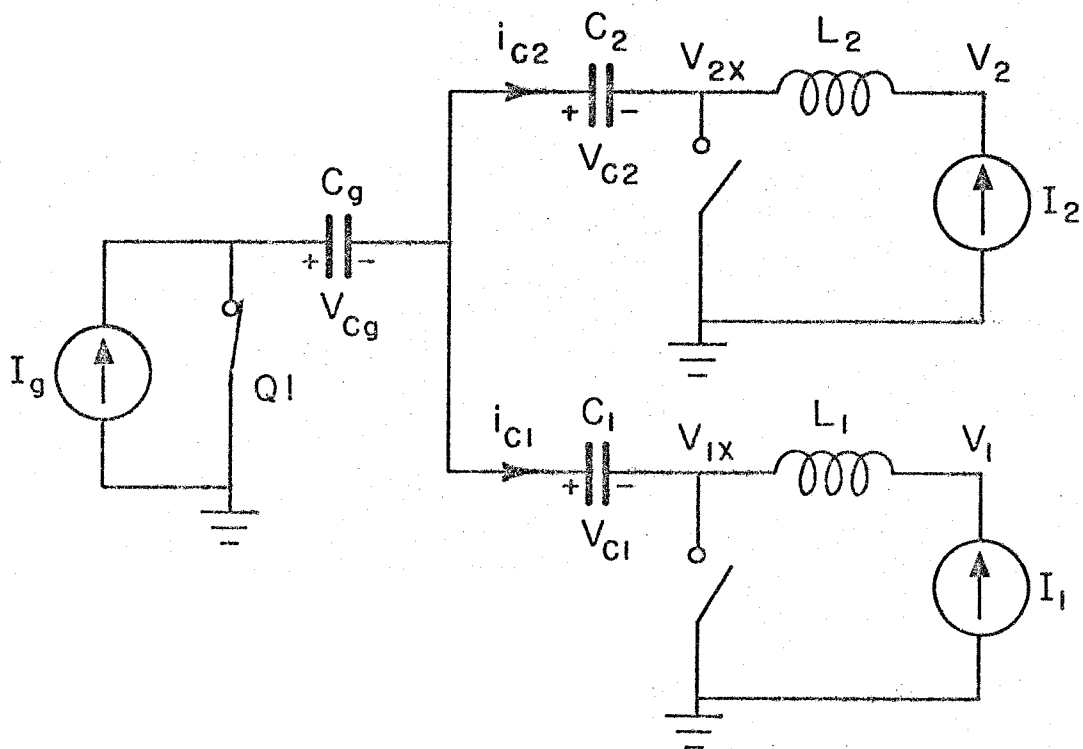 i_C2
C_2
V_2X
L_2
V_2
+ -
V_C2
I_2
C_g
+ -
V_Cg
I_g
Q1
i_C1
C_1
V_1X
L_1
V_1
+ -
V_C1
I_1